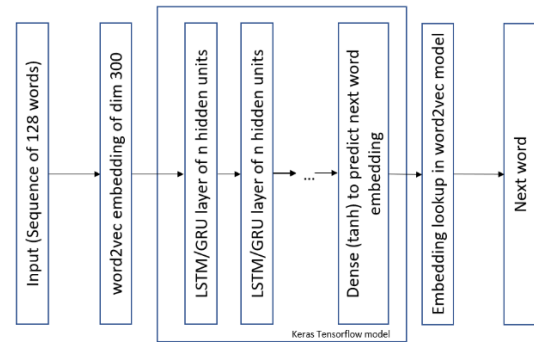 Input (Sequence of 128 words)
word2vec embedding of dim 300
LSTM/GRU layer of n hidden units
LSTM/GRU layer of n hidden units
...
Dense (tanh) to predict next word
embedding
Embedding lookup in word2vec model
Next word
Keras Tensorflow model